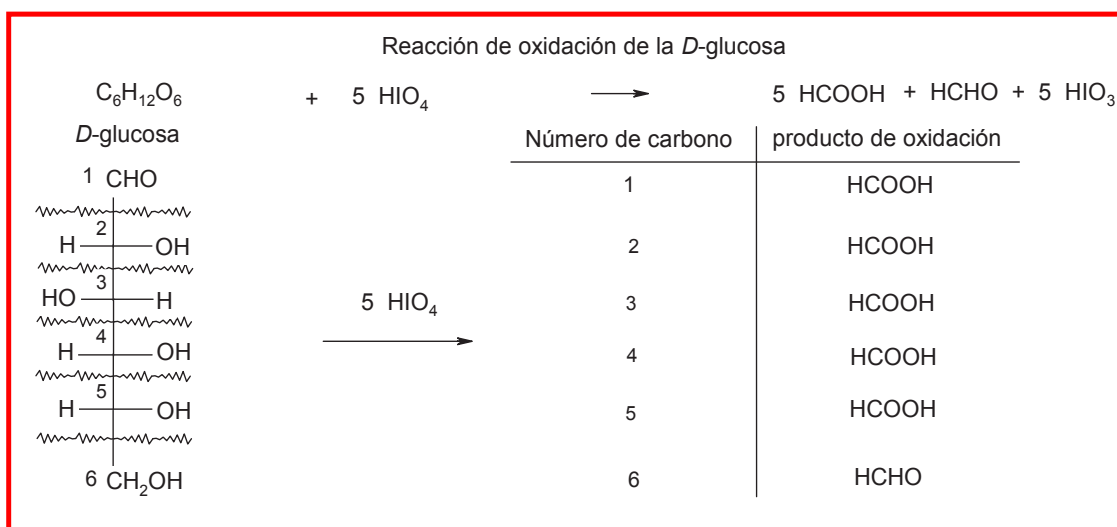 Reacción de oxidación de la D-glucosa
C₆H₁₂O₆ + 5 HIO₄ 5 HCOOH + HCHO + 5 HIO₃
D-glucosa
Número de carbono producto de oxidación
1 CHO
1 HCOOH
2
H OH
2 HCOOH
3
HO H
5 HIO₄
3 HCOOH
4
H OH
4 HCOOH
5
H OH
5 HCOOH
6 CH₂OH
6 HCHO